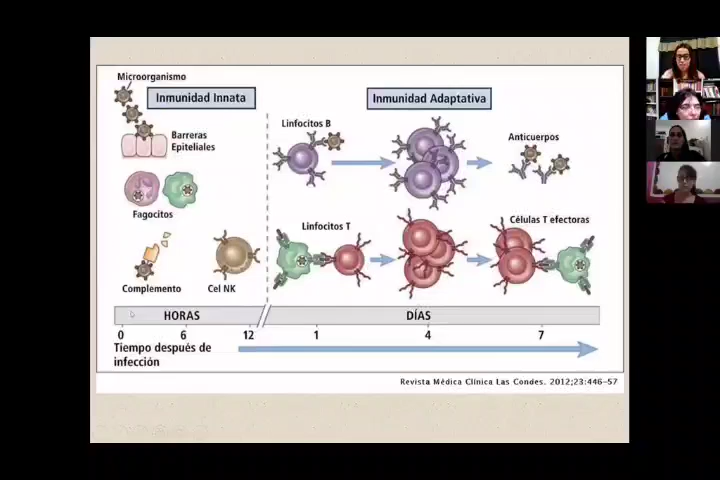 Microorganismo
Inmunidad Innata
Inmunidad Adaptativa
Barreras
Epiteliales
Linfocitos B
Anticuerpos
Fagocitos
Linfocitos T
Células T efectoras
Complemento
Cel NK
HORAS
DÍAS
0
6
12
1
4
7
Tiempo después de
infección
Revista Médica Clínica Las Condes. 2012;23:446-57